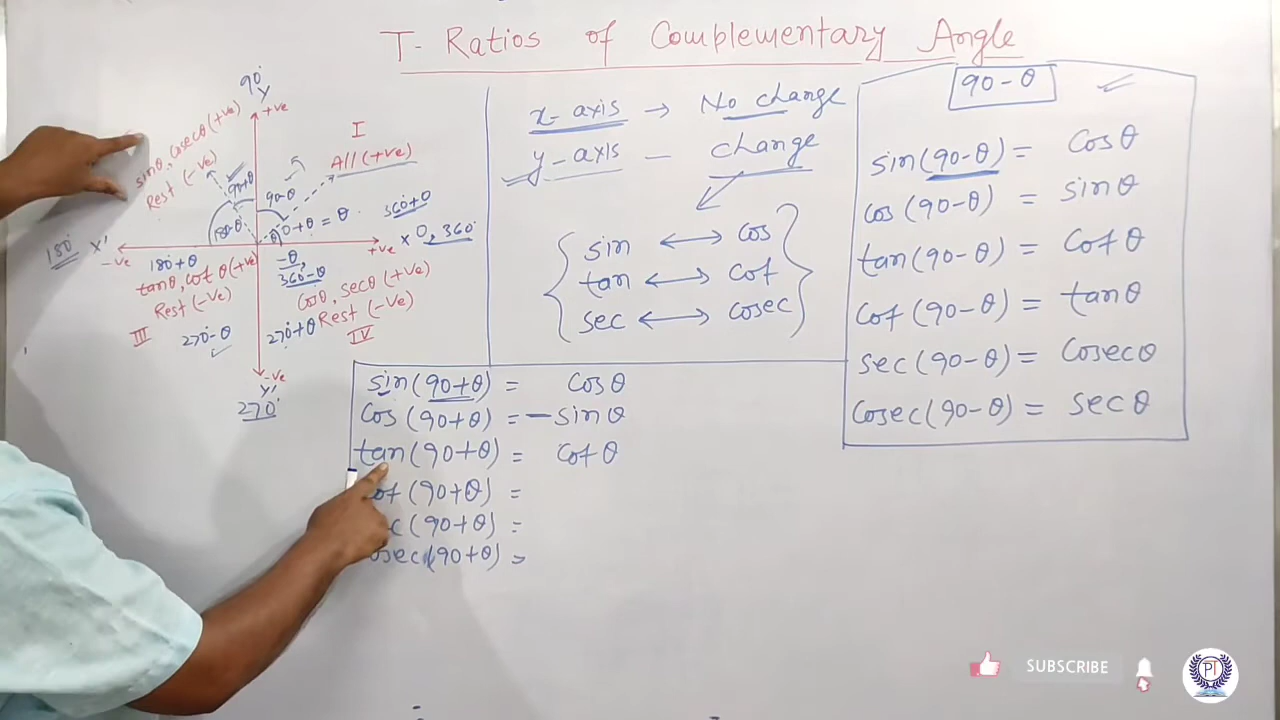 T- Ratios of Complementary Angle
90°
Y
+ve
sinθ, cosecθ (+ve)
Rest (-ve)
I
All (+ve)
90+θ
90-θ
180-θ
θ
0+θ = θ
360+θ
180° X'
-ve
+ve
X 0, 360°
180+θ
tanθ, cot θ (+ve)
Rest (-ve)
III
270-θ
-θ,
360-θ
cosθ, secθ (+ve)
Rest (-ve)
IV
270+θ
-ve
Y'
270°
x-axis → No change
y-axis - change
sin ↔ cos
tan ↔ cot
sec ↔ cosec
90-θ
sin(90-θ) = Cosθ
Cos(90-θ) = sinθ
tan(90-θ) = Cotθ
Cot(90-θ) = tanθ
sec(90-θ) = Cosecθ
Cosec(90-θ) = secθ
sin(90+θ) = Cosθ
Cos(90+θ) = -sinθ
tan(90+θ) = Cotθ
(90+θ) =
(90+θ) =
(90+θ) =
SUBSCRIBE
PT